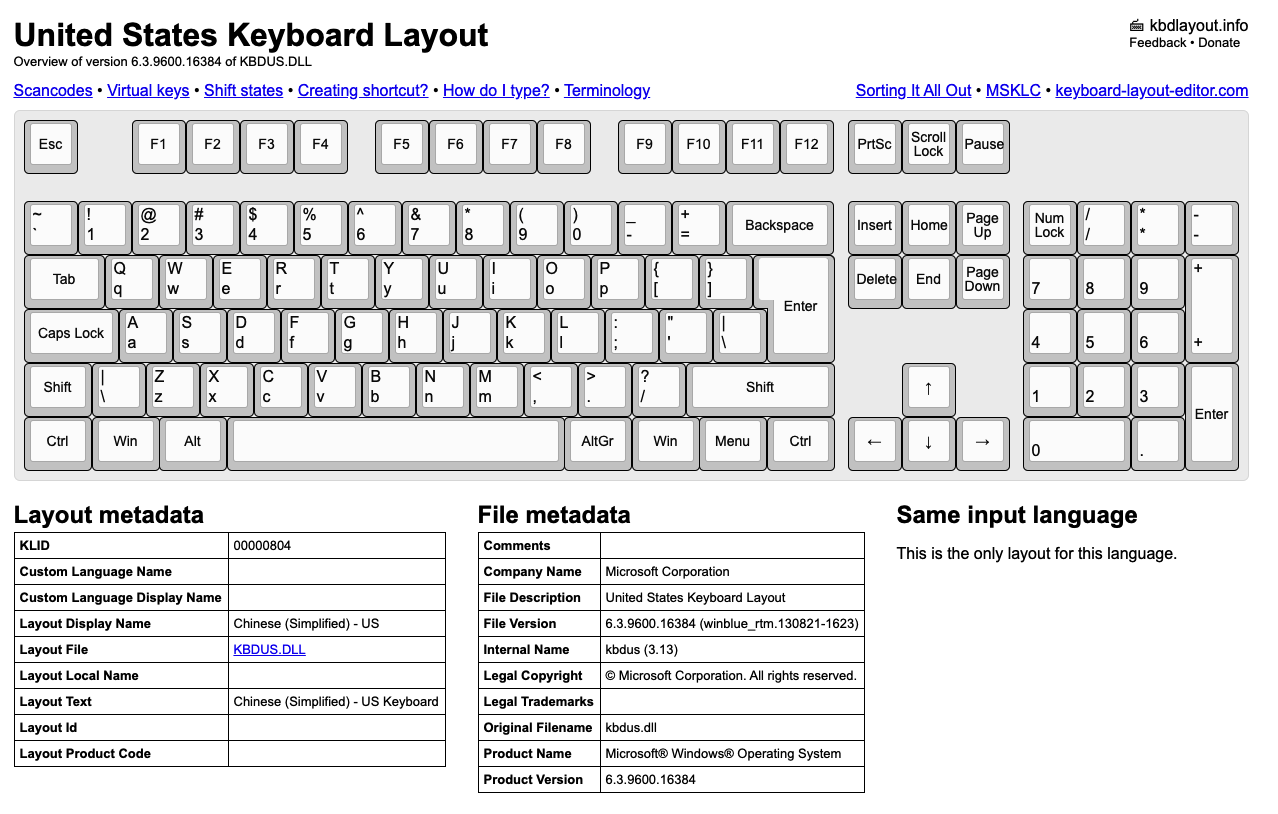 United States Keyboard Layout
🖮 kbdlayout.info
Overview of version 6.3.9600.16384 of KBDUS.DLL
Feedback • Donate
Scancodes • Virtual keys • Shift states • Creating shortcut? • How do I type? • Terminology
Sorting It All Out • MSKLC • keyboard-layout-editor.com
Esc F1 F2 F3 F4 F5 F6 F7 F8 F9 F10 F11 F12 PrtSc Scroll Lock Pause
~ ! @ # $ % ^ & * ( ) _ + Backspace Insert Home Page Up Num Lock / * -
` 1 2 3 4 5 6 7 8 9 0 - = / * -
Tab Q W E R T Y U I O P { } Enter Delete End Page Down +
q w e r t y u i o p [ ] 7 8 9
Caps Lock A S D F G H J K L : " |
a s d f g h j k l ; ' \ 4 5 6 +
Shift | Z X C V B N M < > ? Shift ↑ Enter
\ z x c v b n m , . / 1 2 3
Ctrl Win Alt AltGr Win Menu Ctrl ← ↓ → 0 .
Layout metadata
KLID 00000804
Custom Language Name
Custom Language Display Name
Layout Display Name Chinese (Simplified) - US
Layout File KBDUS.DLL
Layout Local Name
Layout Text Chinese (Simplified) - US Keyboard
Layout Id
Layout Product Code
File metadata
Comments
Company Name Microsoft Corporation
File Description United States Keyboard Layout
File Version 6.3.9600.16384 (winblue_rtm.130821-1623)
Internal Name kbdus (3.13)
Legal Copyright © Microsoft Corporation. All rights reserved.
Legal Trademarks
Original Filename kbdus.dll
Product Name Microsoft® Windows® Operating System
Product Version 6.3.9600.16384
Same input language
This is the only layout for this language.